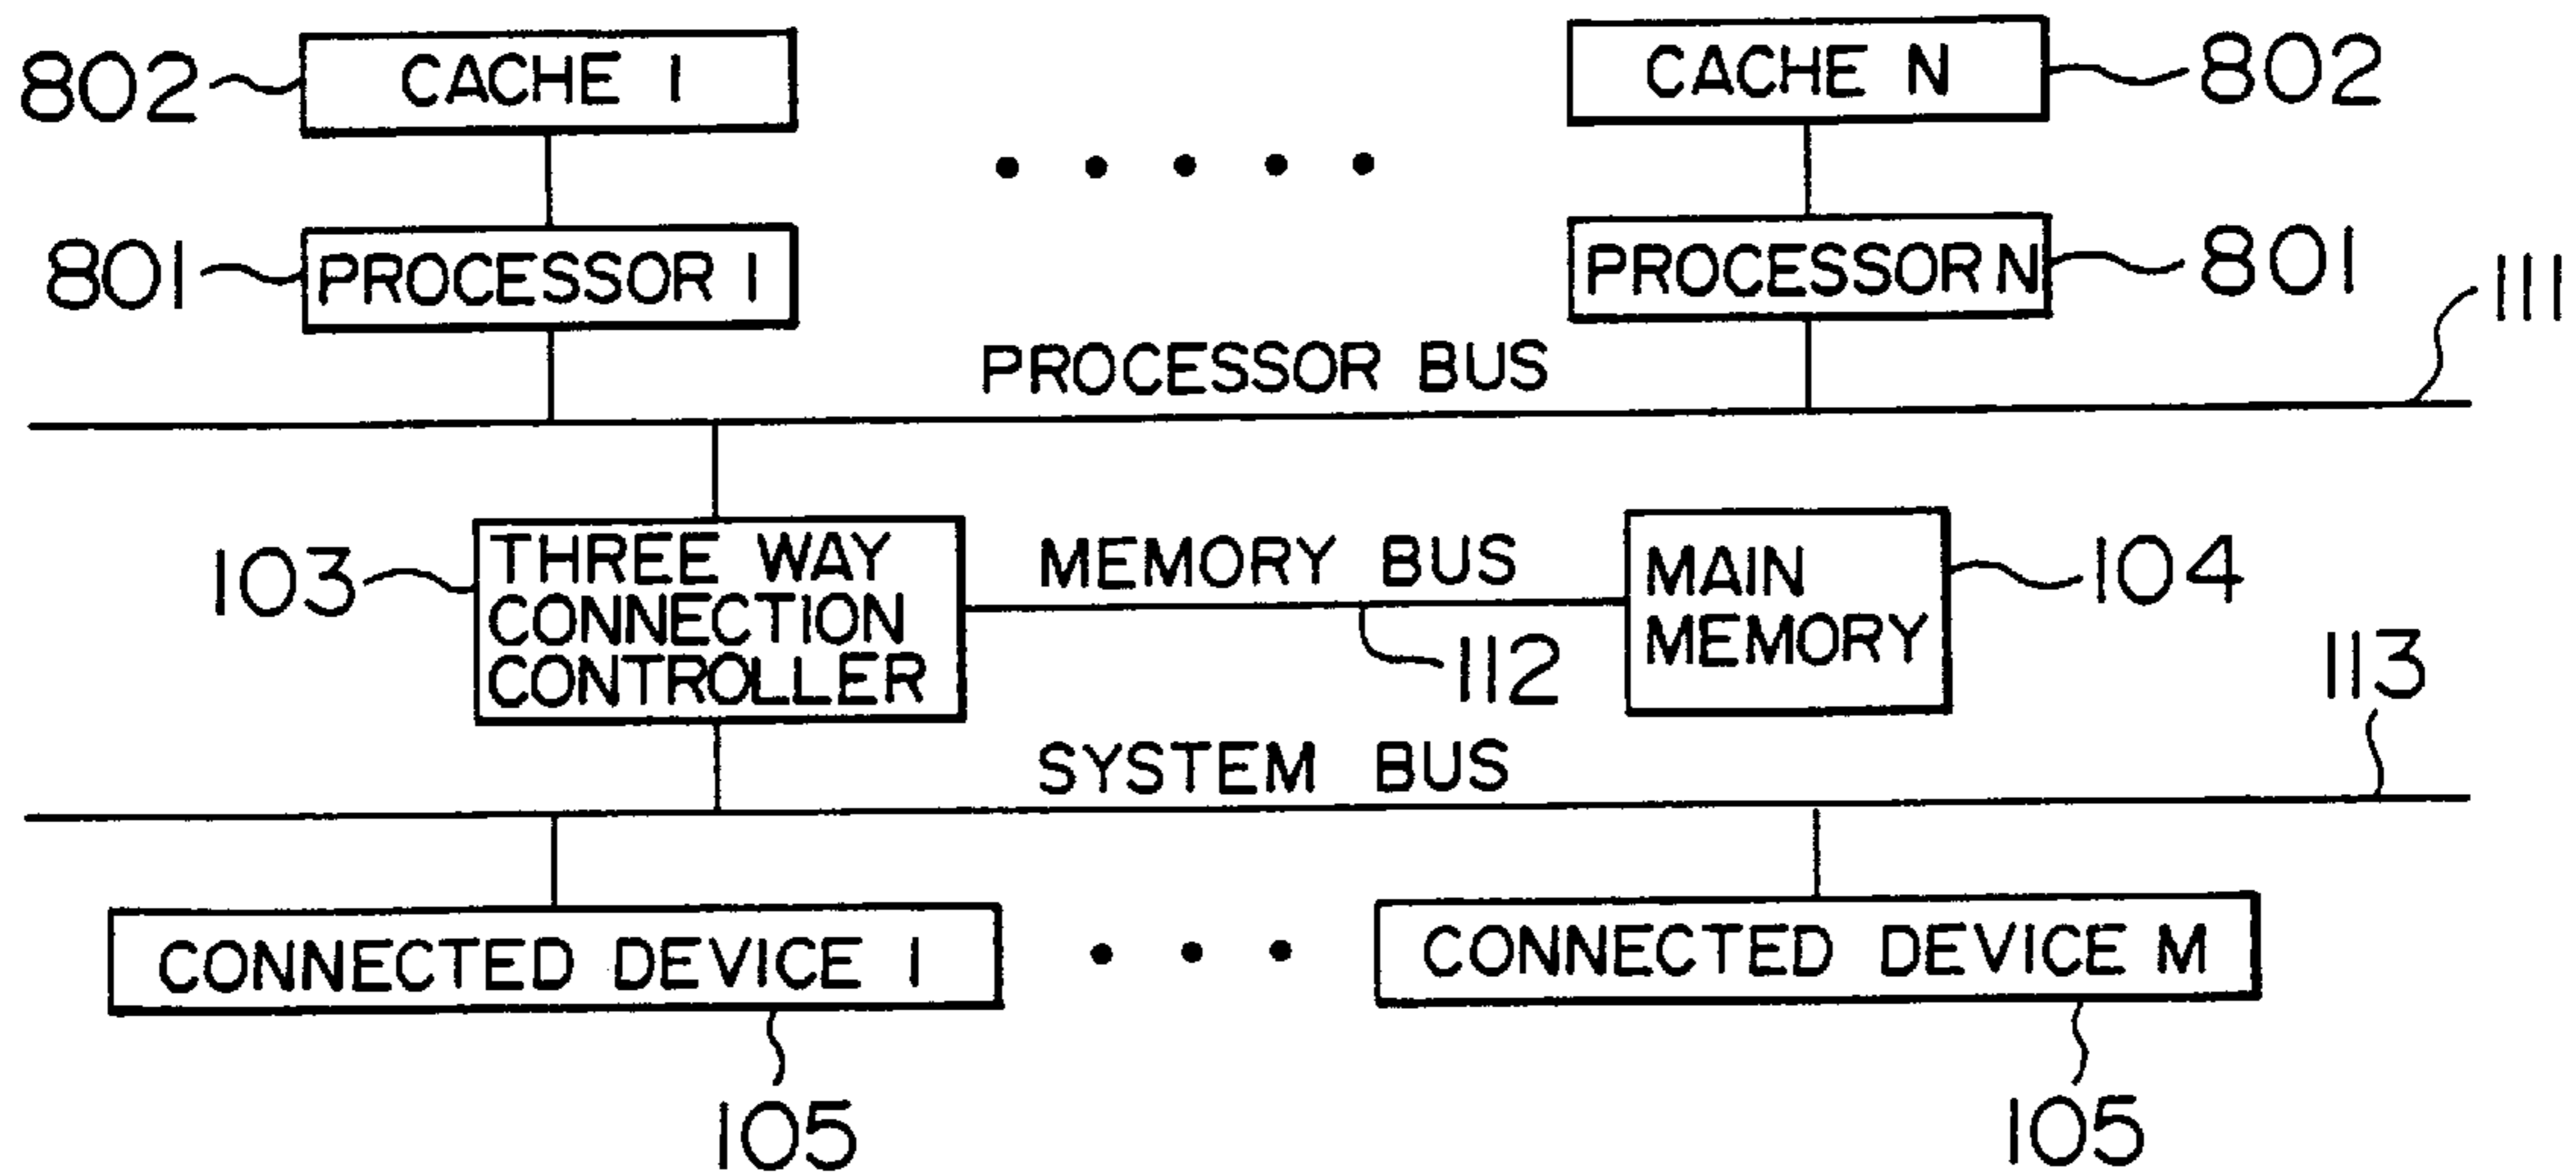 802 CACHE 1 CACHE N 802
801 PROCESSOR 1 PROCESSOR N 801
111
PROCESSOR BUS
103 THREE WAY
CONNECTION
CONTROLLER
MEMORY BUS
112
MAIN
MEMORY
104
113
SYSTEM BUS
CONNECTED DEVICE 1 CONNECTED DEVICE M
105 105